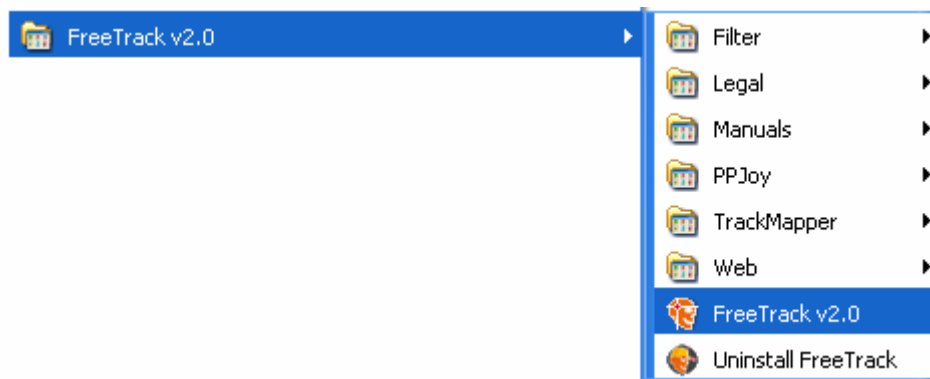 FreeTrack v2.0
Filter
Legal
Manuals
PPJoy
TrackMapper
Web
FreeTrack v2.0
Uninstall FreeTrack